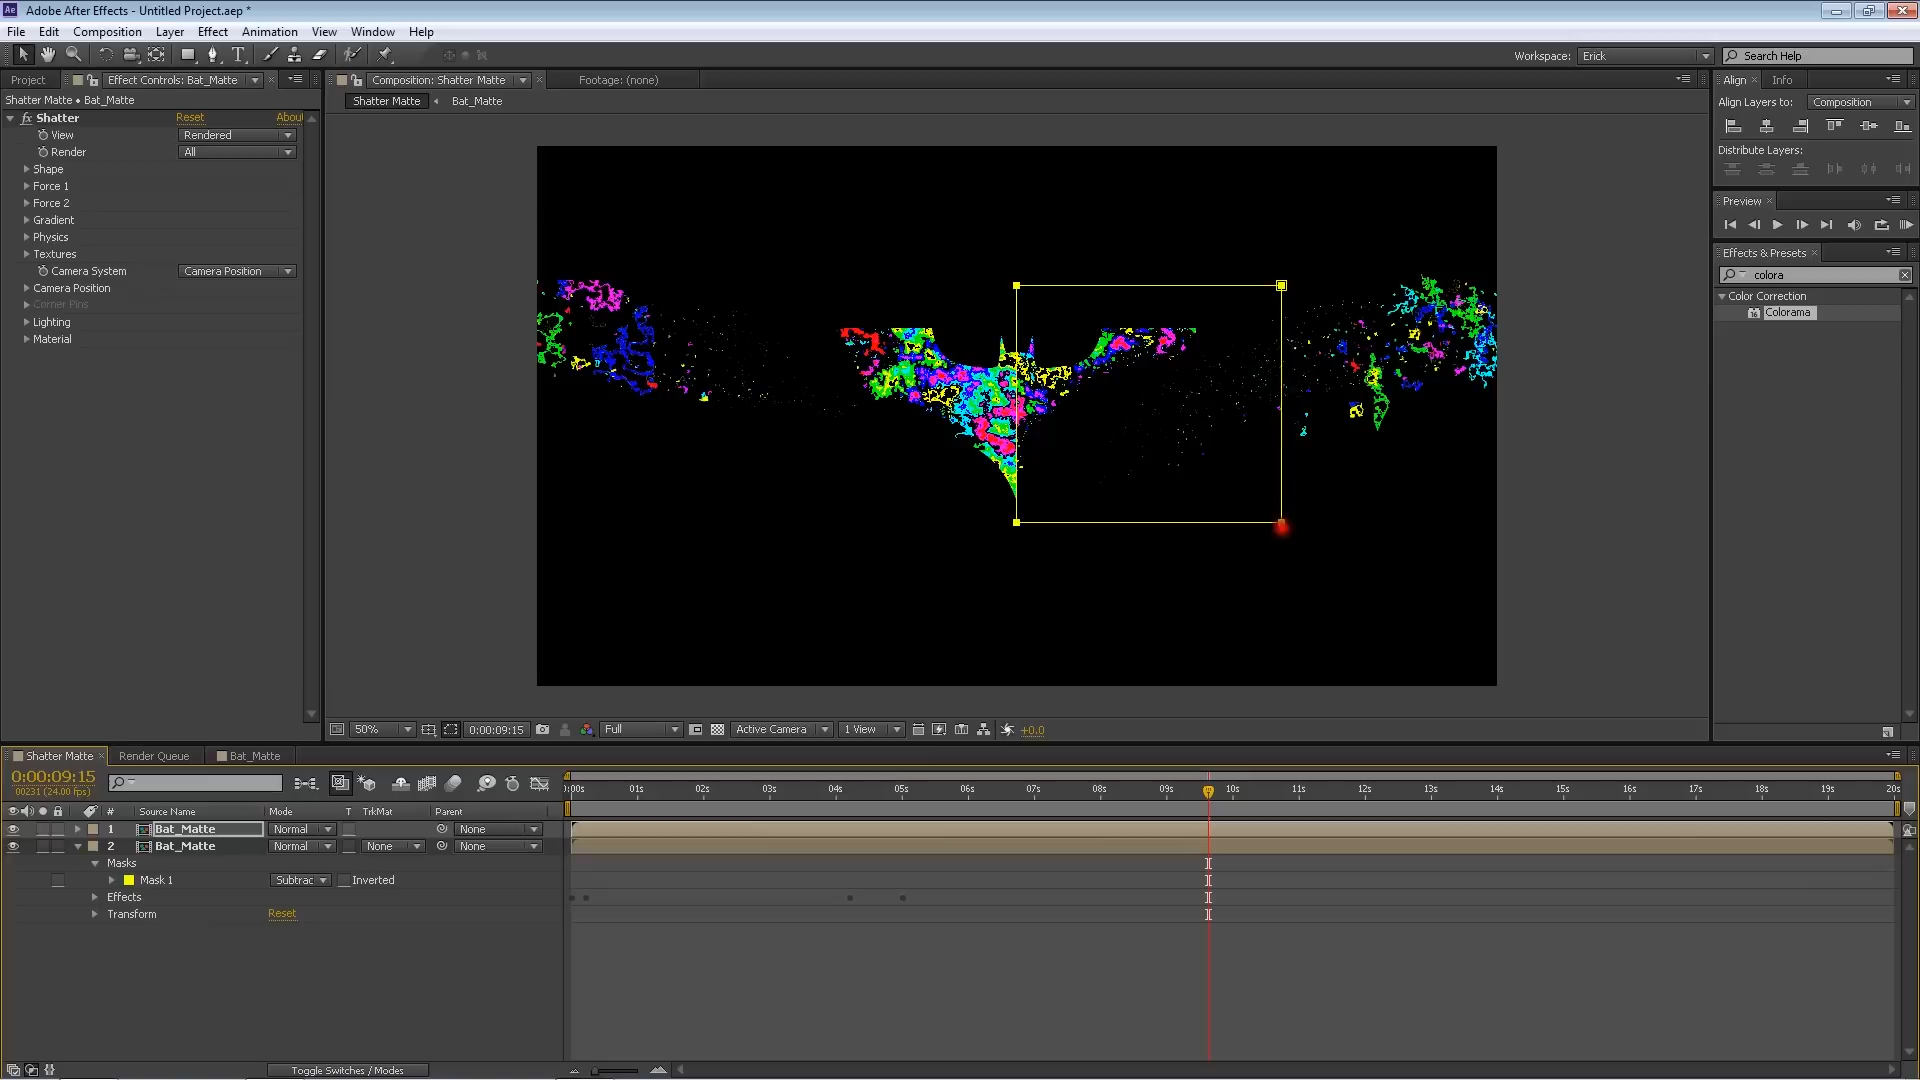 Ae Adobe After Effects - Untitled Project.aep *
File Edit Composition Layer Effect Animation View Window Help
Workspace: Erick
Search Help
Project
Effect Controls: Bat_Matte
Shatter Matte • Bat_Matte
fx Shatter Reset About
View Rendered
Render All
Shape
Force 1
Force 2
Gradient
Physics
Textures
Camera System Camera Position
Camera Position
Corner Pins
Lighting
Material
Composition: Shatter Matte
Footage: (none)
Shatter Matte Bat_Matte
50% 0:00:09:15 Full Active Camera 1 View +0.0
Align Info
Align Layers to: Composition
Distribute Layers:
Preview
Effects & Presets
colora
Color Correction
Colorama
Shatter Matte Render Queue Bat_Matte
0:00:09:15
00231 (24.00 fps)
):00s 01s 02s 03s 04s 05s 06s 07s 08s 09s 10s 11s 12s 13s 14s 15s 16s 17s 18s 19s 20s
# Source Name Mode T TrkMat Parent
1 Bat_Matte Normal None
2 Bat_Matte Normal None None
Masks
Mask 1 Subtrac Inverted
Effects
Transform Reset
Toggle Switches / Modes